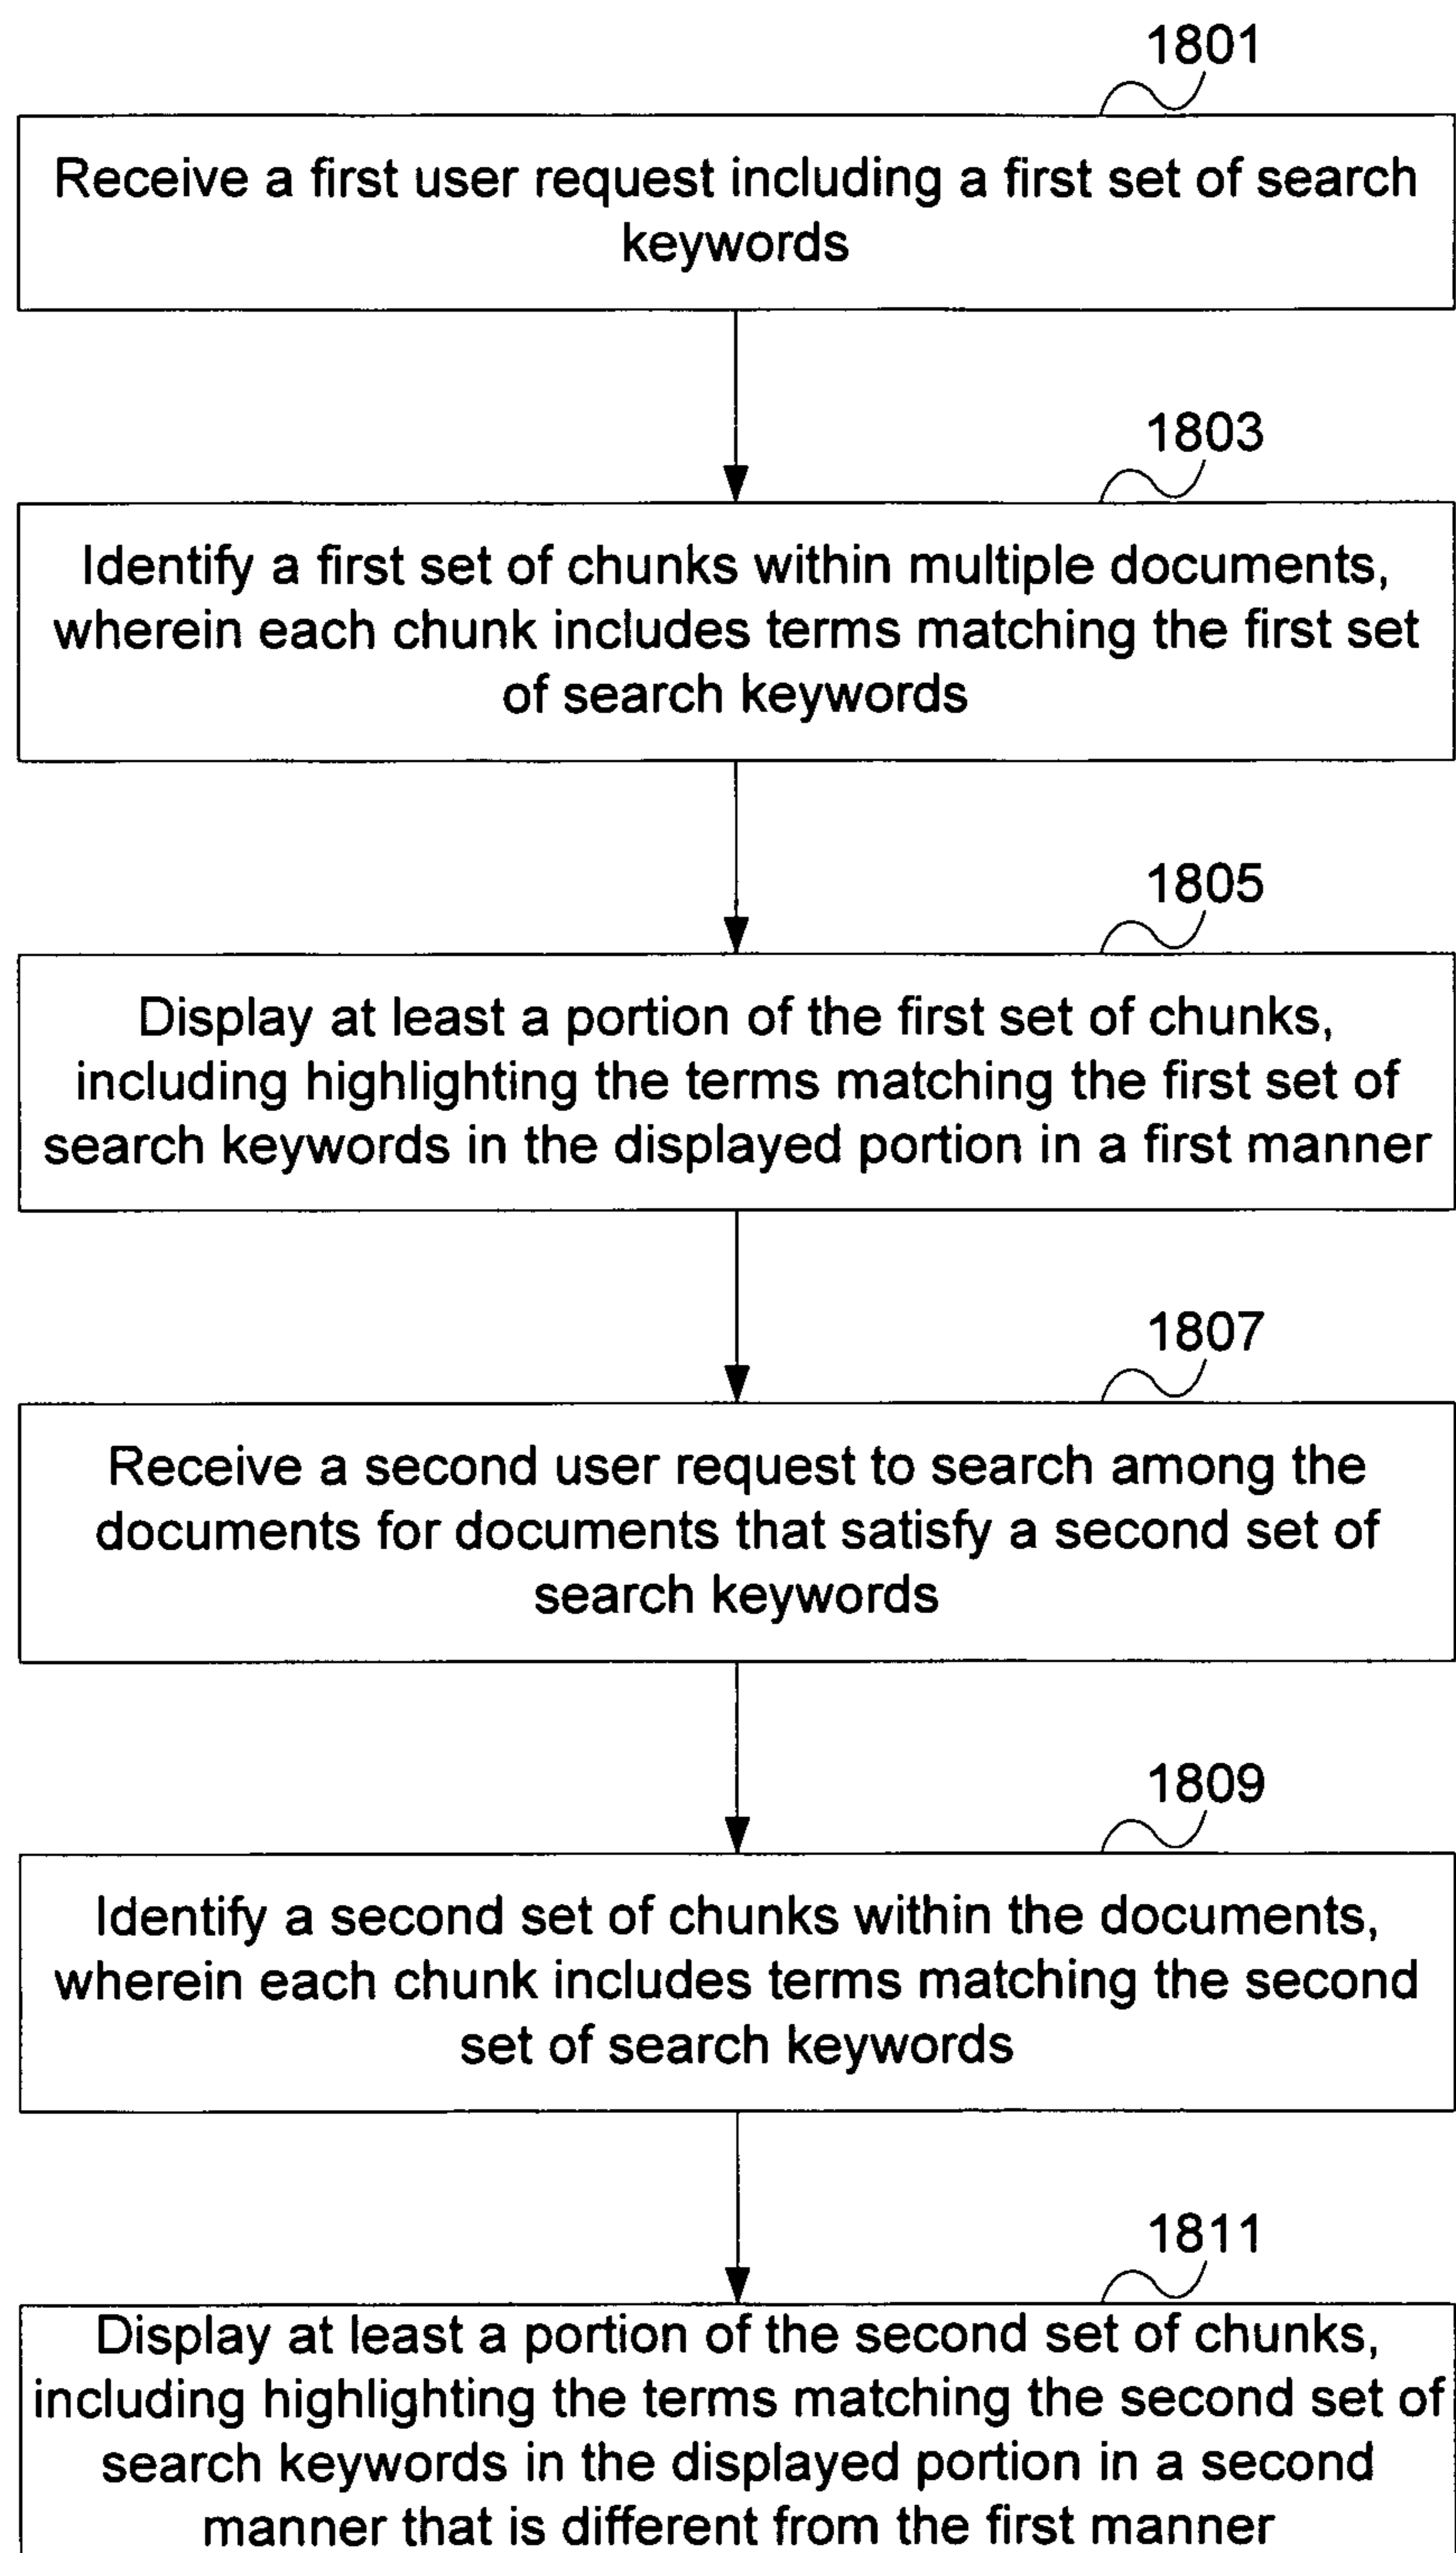 1801
Receive a first user request including a first set of search
keywords
1803
Identify a first set of chunks within multiple documents,
wherein each chunk includes terms matching the first set
of search keywords
1805
Display at least a portion of the first set of chunks,
including highlighting the terms matching the first set of
search keywords in the displayed portion in a first manner
1807
Receive a second user request to search among the
documents for documents that satisfy a second set of
search keywords
1809
Identify a second set of chunks within the documents,
wherein each chunk includes terms matching the second
set of search keywords
1811
Display at least a portion of the second set of chunks,
including highlighting the terms matching the second set of
search keywords in the displayed portion in a second
manner that is different from the first manner